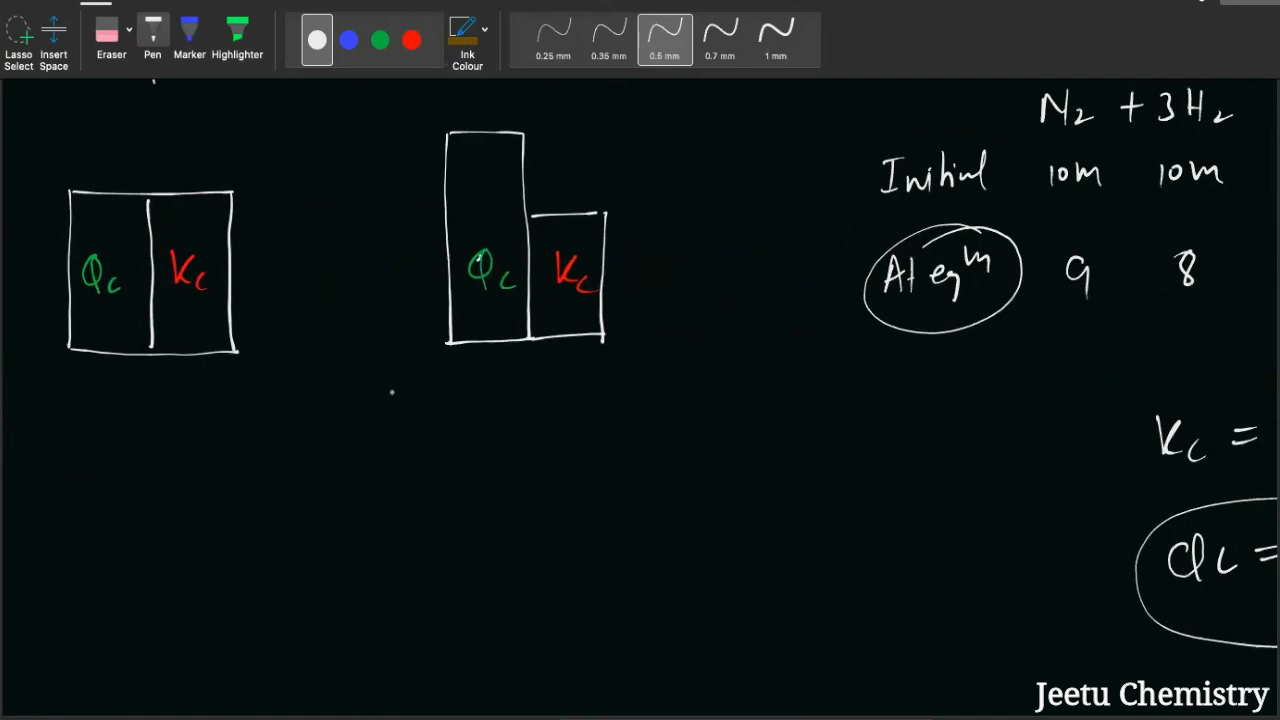 Lasso Select
Insert Space
Eraser
Pen
Marker
Highlighter
Ink Colour
0.25 mm
0.35 mm
0.5 mm
0.7 mm
1 mm
N₂ + 3H₂
Initial 10m 10m
At eqᵐ 9 8
Qc Kc
Qc Kc
Kc =
Qc =
Jeetu Chemistry